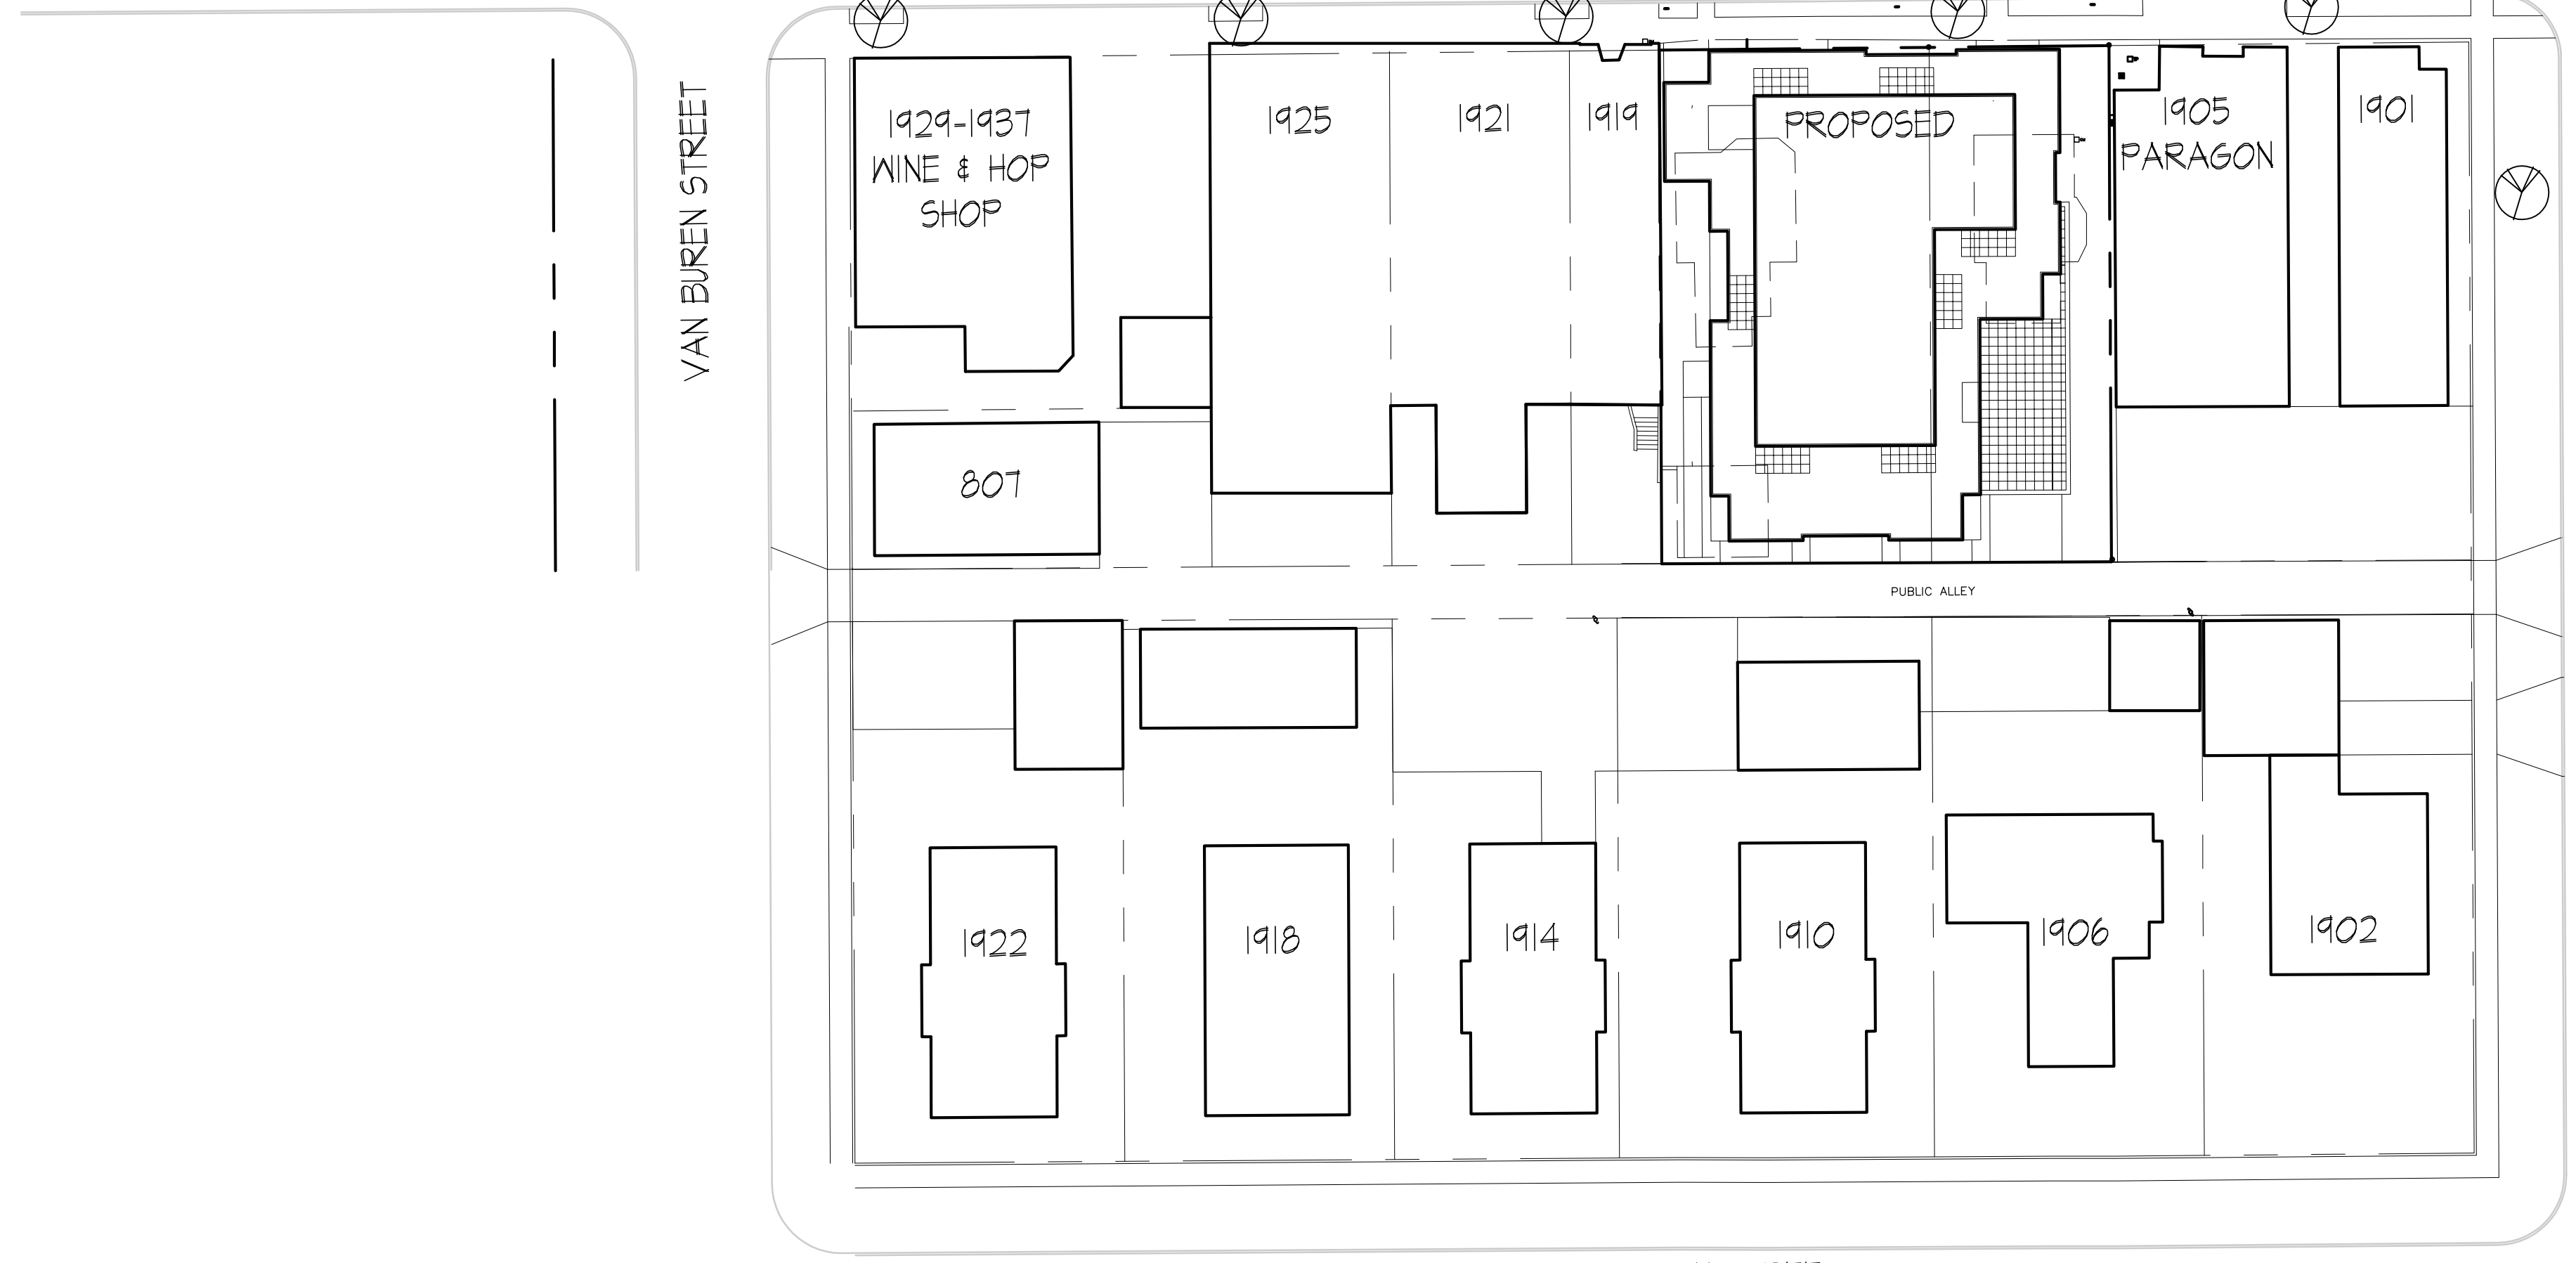 VAN BUREN STREET
1929-1937
WINE & HOP
SHOP
1925
1921
1919
PROPOSED
1905
PARAGON
1901
807
PUBLIC ALLEY
1922
1918
1914
1910
1906
1902